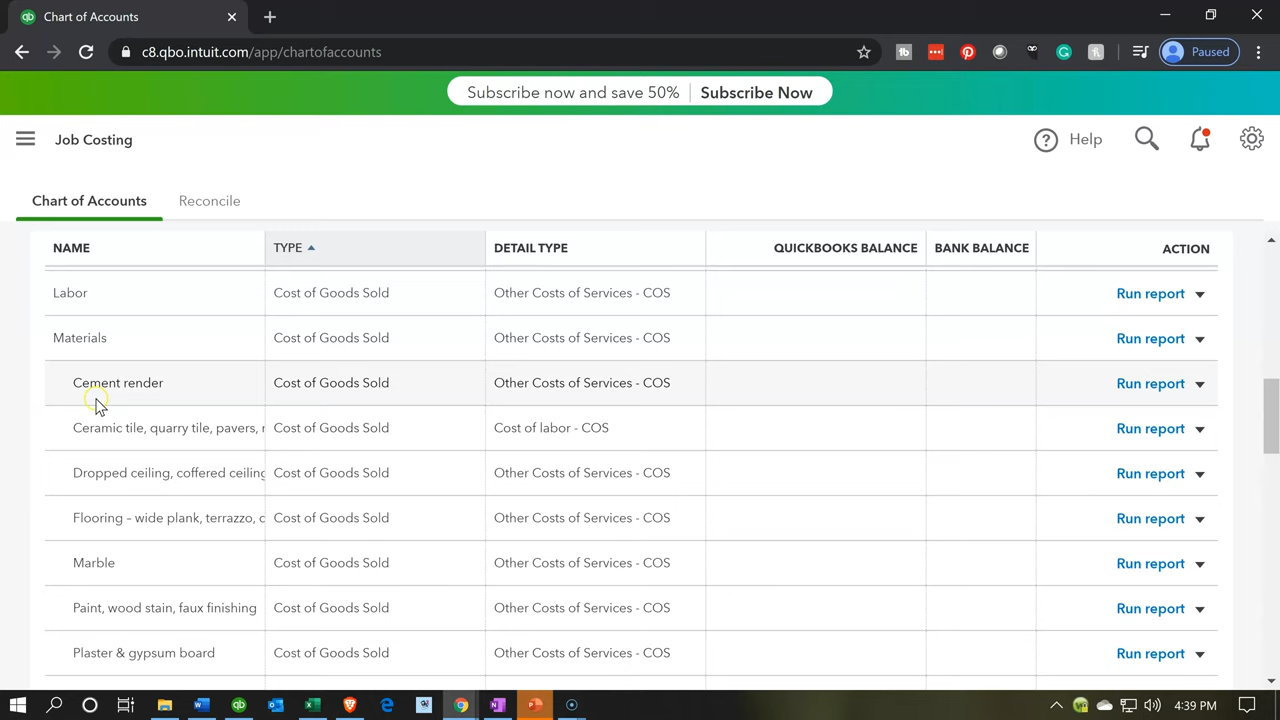 Chart of Accounts
c8.qbo.intuit.com/app/chartofaccounts
Paused
Subscribe now and save 50% Subscribe Now
Job Costing
Help
Chart of Accounts Reconcile
NAME TYPE DETAIL TYPE QUICKBOOKS BALANCE BANK BALANCE ACTION
Labor Cost of Goods Sold Other Costs of Services - COS Run report
Materials Cost of Goods Sold Other Costs of Services - COS Run report
Cement render Cost of Goods Sold Other Costs of Services - COS Run report
Ceramic tile, quarry tile, pavers, Cost of Goods Sold Cost of labor - COS Run report
Dropped ceiling, coffered ceiling Cost of Goods Sold Other Costs of Services - COS Run report
Flooring – wide plank, terrazzo, Cost of Goods Sold Other Costs of Services - COS Run report
Marble Cost of Goods Sold Other Costs of Services - COS Run report
Paint, wood stain, faux finishing Cost of Goods Sold Other Costs of Services - COS Run report
Plaster & gypsum board Cost of Goods Sold Other Costs of Services - COS Run report
4:39 PM